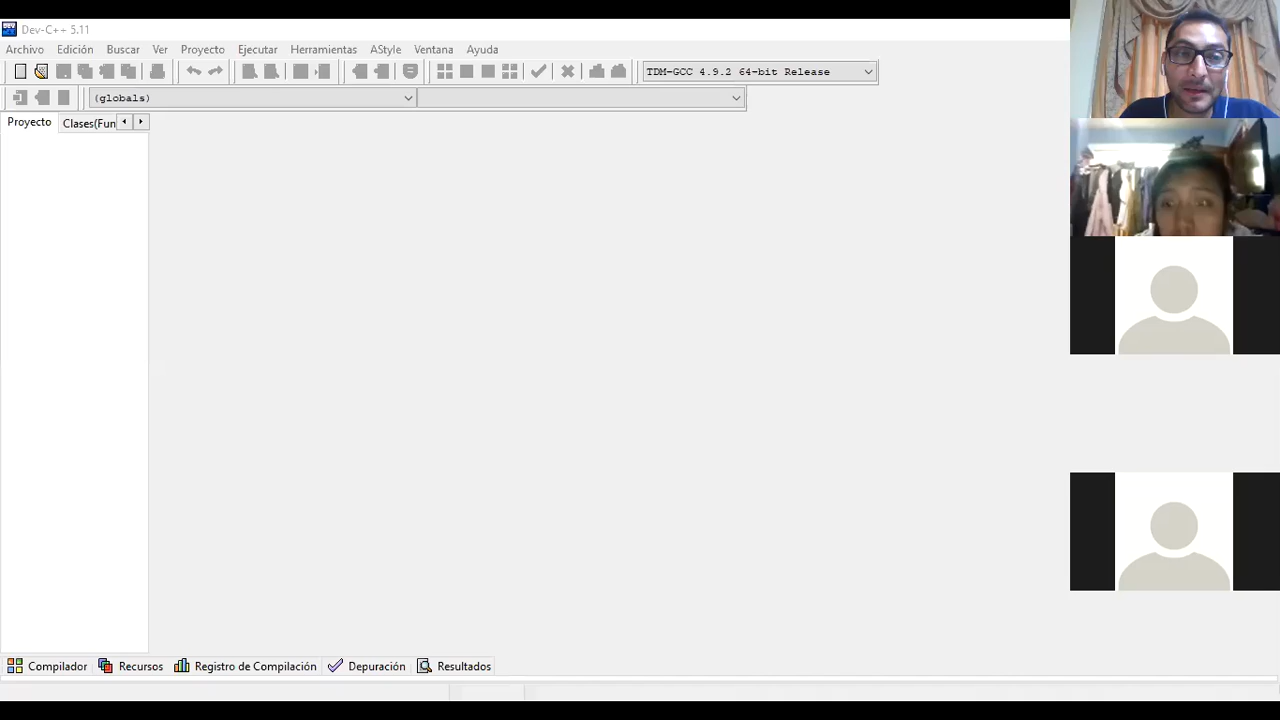 Dev-C++ 5.11
Archivo Edición Buscar Ver Proyecto Ejecutar Herramientas AStyle Ventana Ayuda
TDM-GCC 4.9.2 64-bit Release
(globals)
Proyecto Clases(Fun
Compilador Recursos Registro de Compilación Depuración Resultados